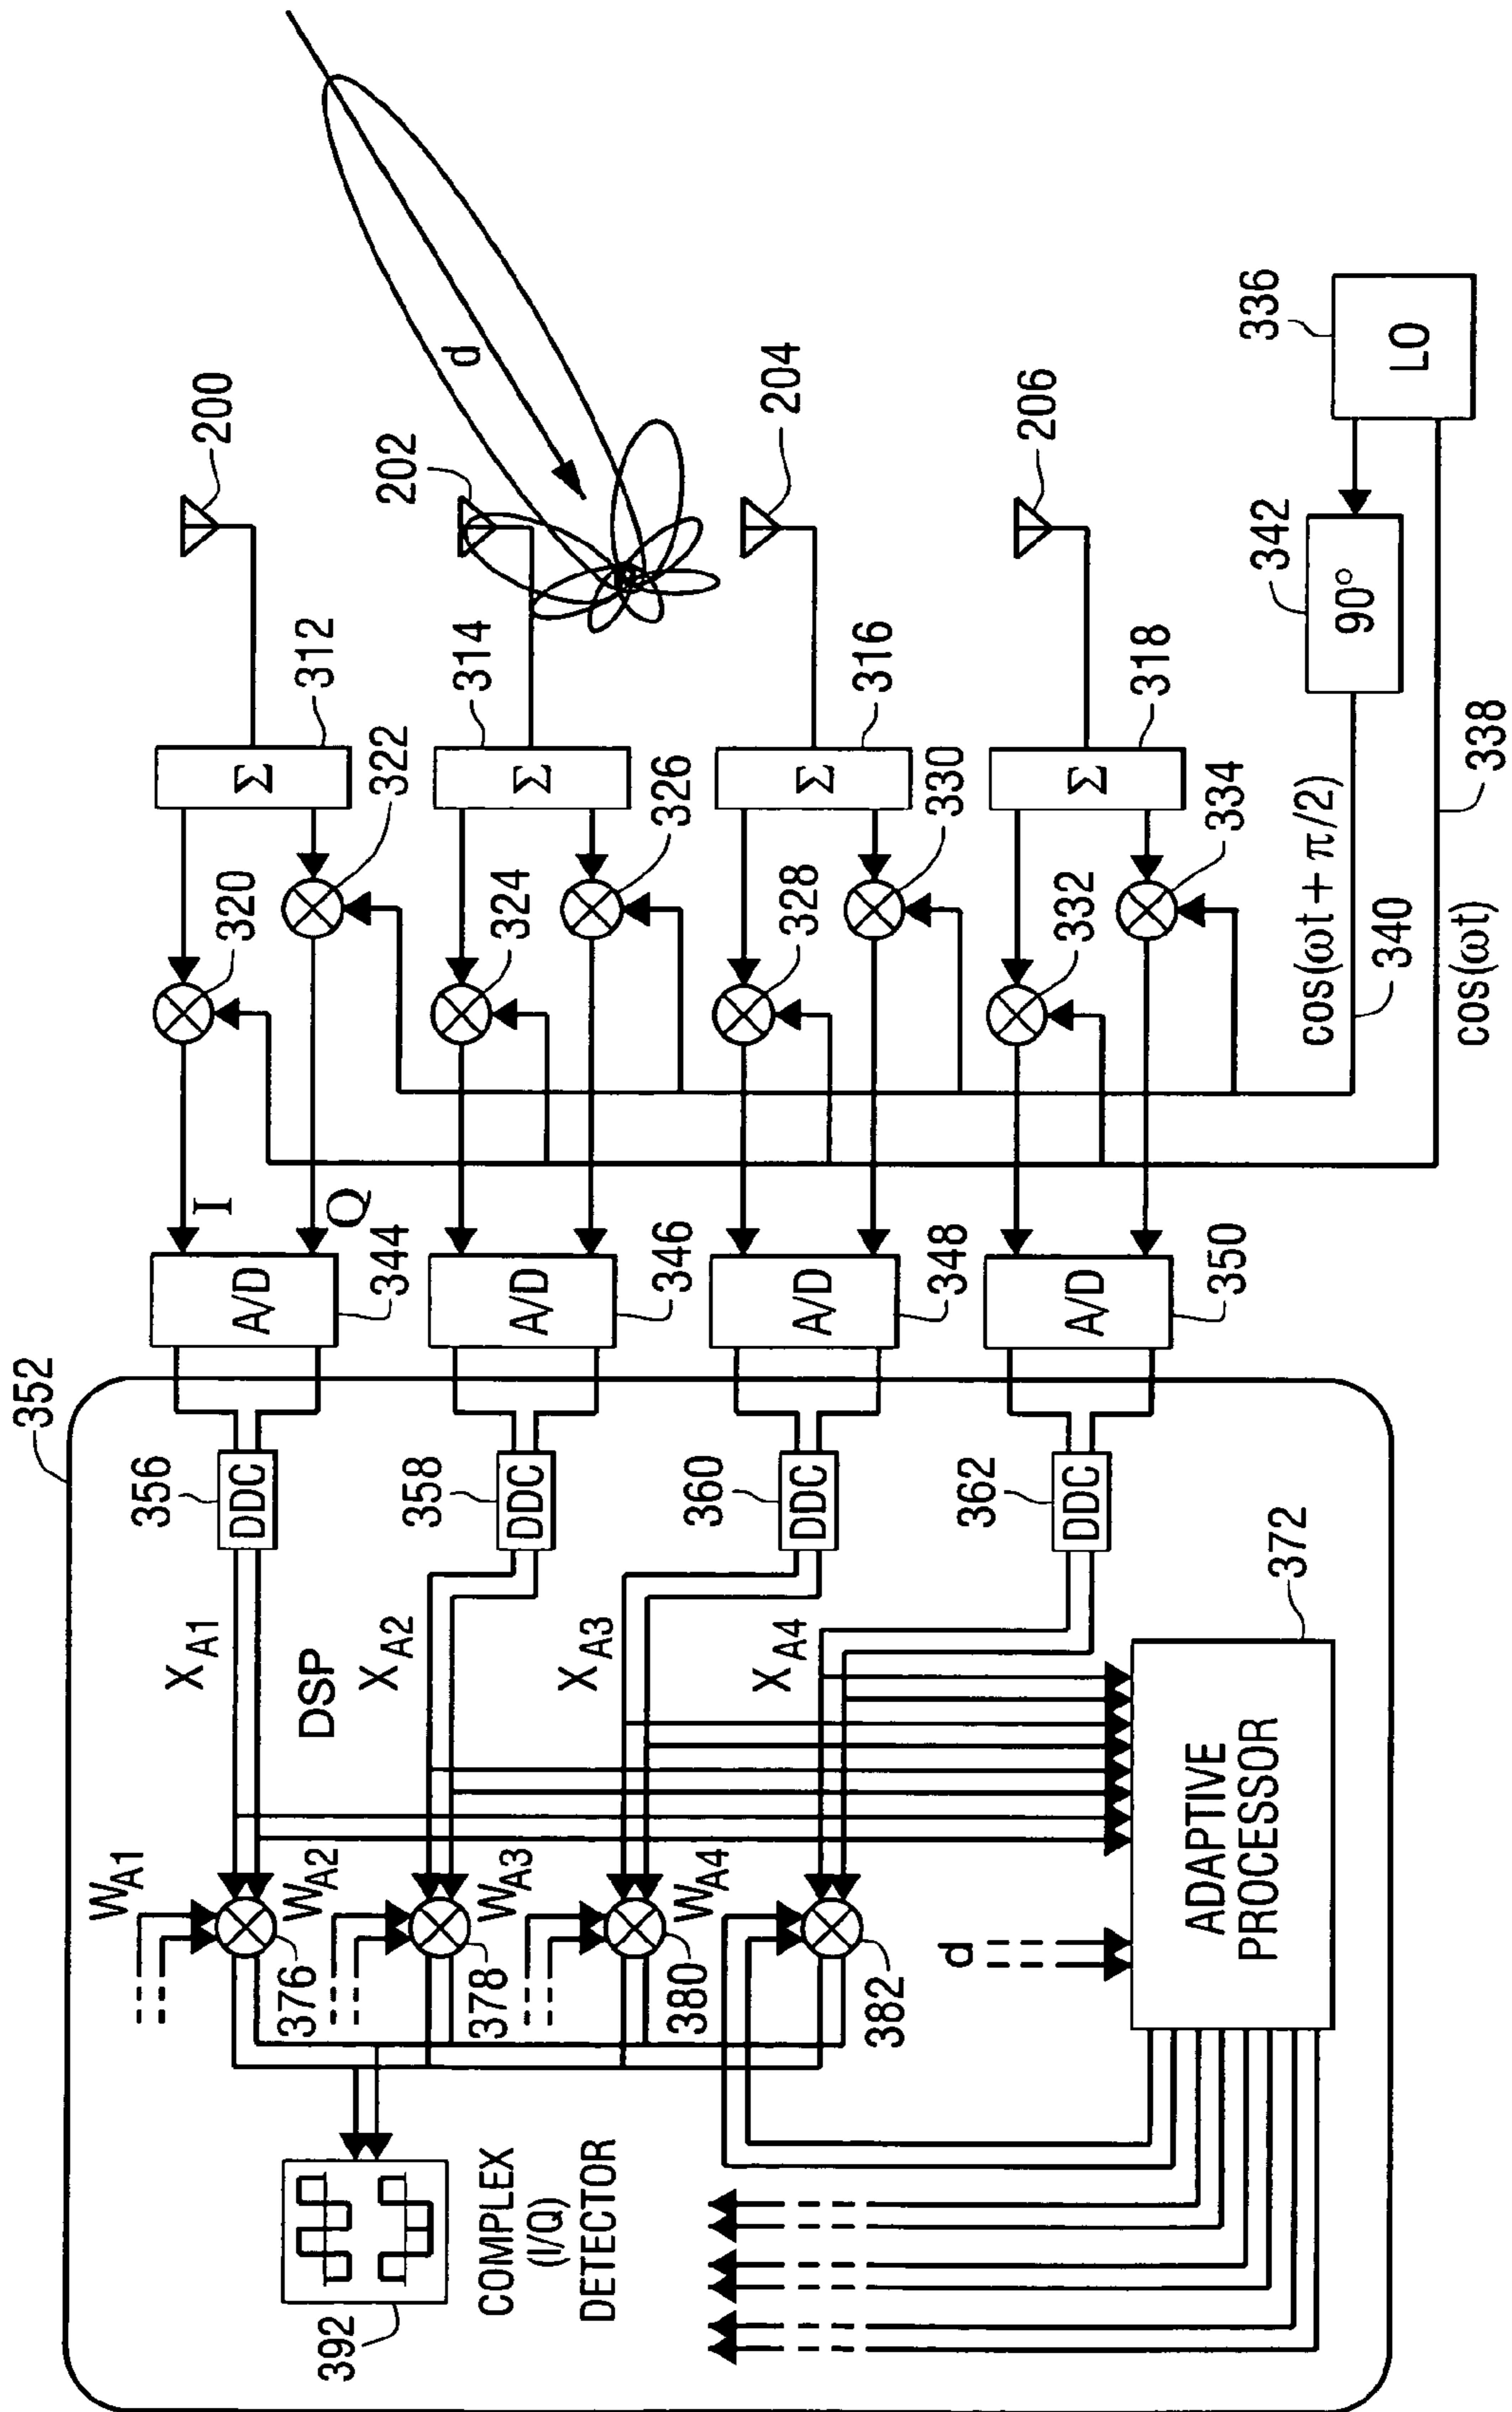 352
356
DDC
X A1
DSP
W A1
376
344
A/D
I
Q
320
322
312
Σ
200
358
DDC
X A2
W A2
378
346
A/D
324
326
314
Σ
202
d
360
DDC
X A3
W A3
380
348
A/D
328
330
316
Σ
204
362
DDC
X A4
W A4
382
350
A/D
332
334
318
Σ
206
392
COMPLEX
(I/Q)
DETECTOR
d
372
ADAPTIVE
PROCESSOR
cos(ωt + π/2)
340
342
90°
336
LO
cos(ωt)
338